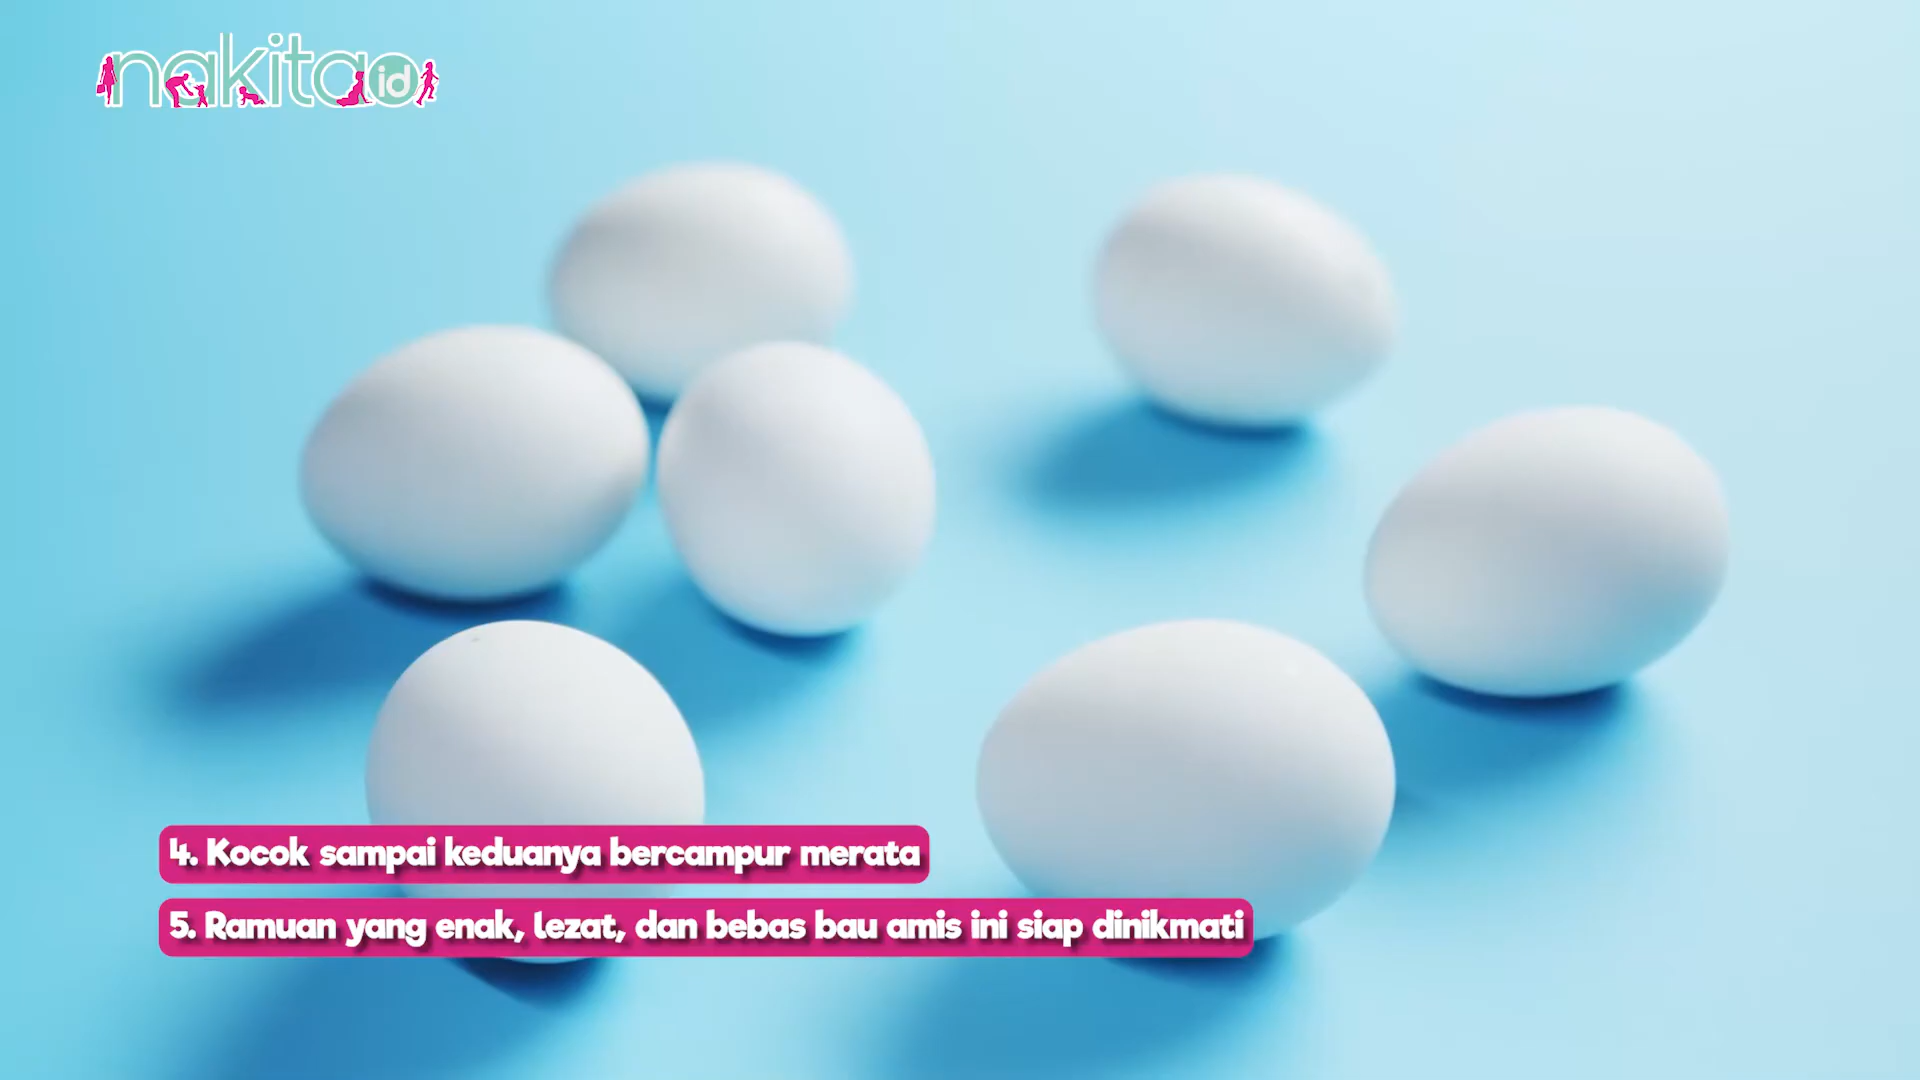 nakita id
4. Kocok sampai keduanya bercampur merata
5. Ramuan yang enak, lezat, dan bebas bau amis ini siap dinikmati